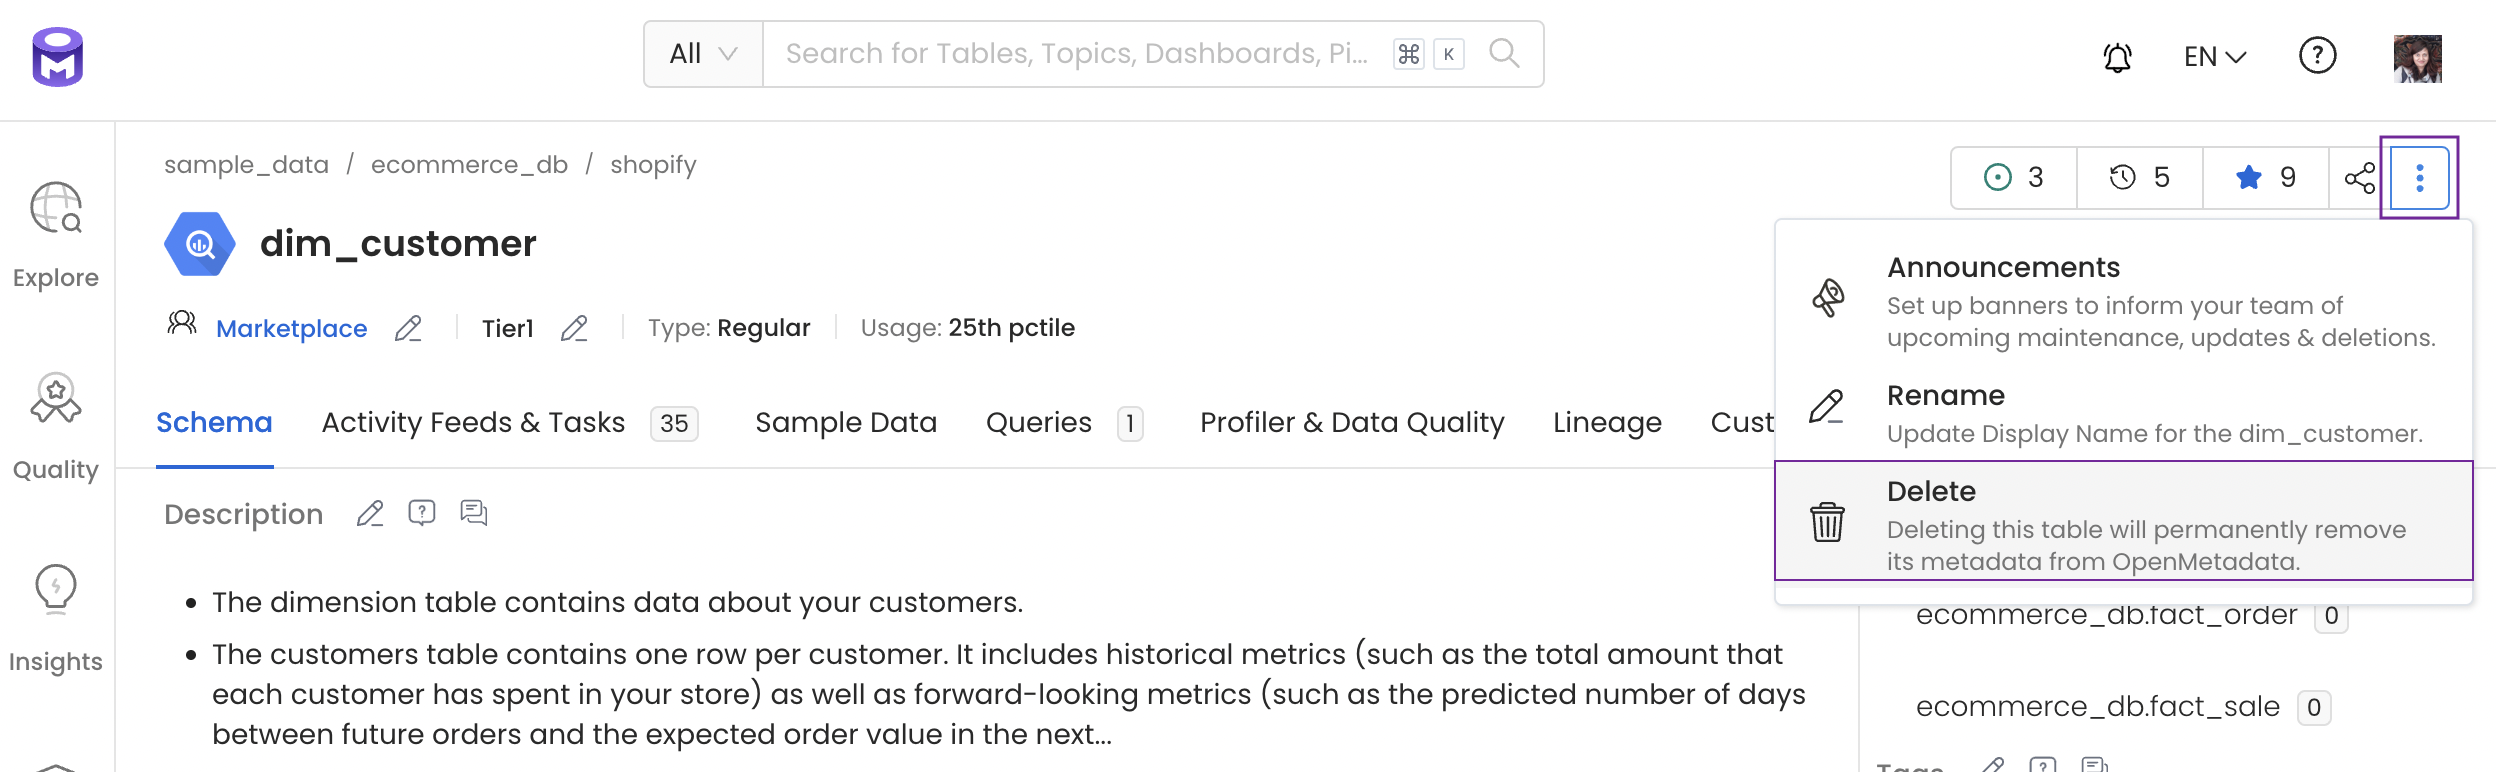 All
Search for Tables, Topics, Dashboards, Pi...
⌘ K
EN
?
sample_data / ecommerce_db / shopify
3
5
9
dim_customer
Marketplace
Tier1
Type: Regular
Usage: 25th pctile
Explore
Quality
Insights
Schema
Activity Feeds & Tasks 35
Sample Data
Queries 1
Profiler & Data Quality
Lineage
Cust
Announcements
Set up banners to inform your team of
upcoming maintenance, updates & deletions.
Rename
Update Display Name for the dim_customer.
Delete
Deleting this table will permanently remove
its metadata from OpenMetadata.
Description
?
• The dimension table contains data about your customers.
• The customers table contains one row per customer. It includes historical metrics (such as the total amount that
each customer has spent in your store) as well as forward-looking metrics (such as the predicted number of days
between future orders and the expected order value in the next...
ecommerce_db.fact_order 0
ecommerce_db.fact_sale 0
Tags
?